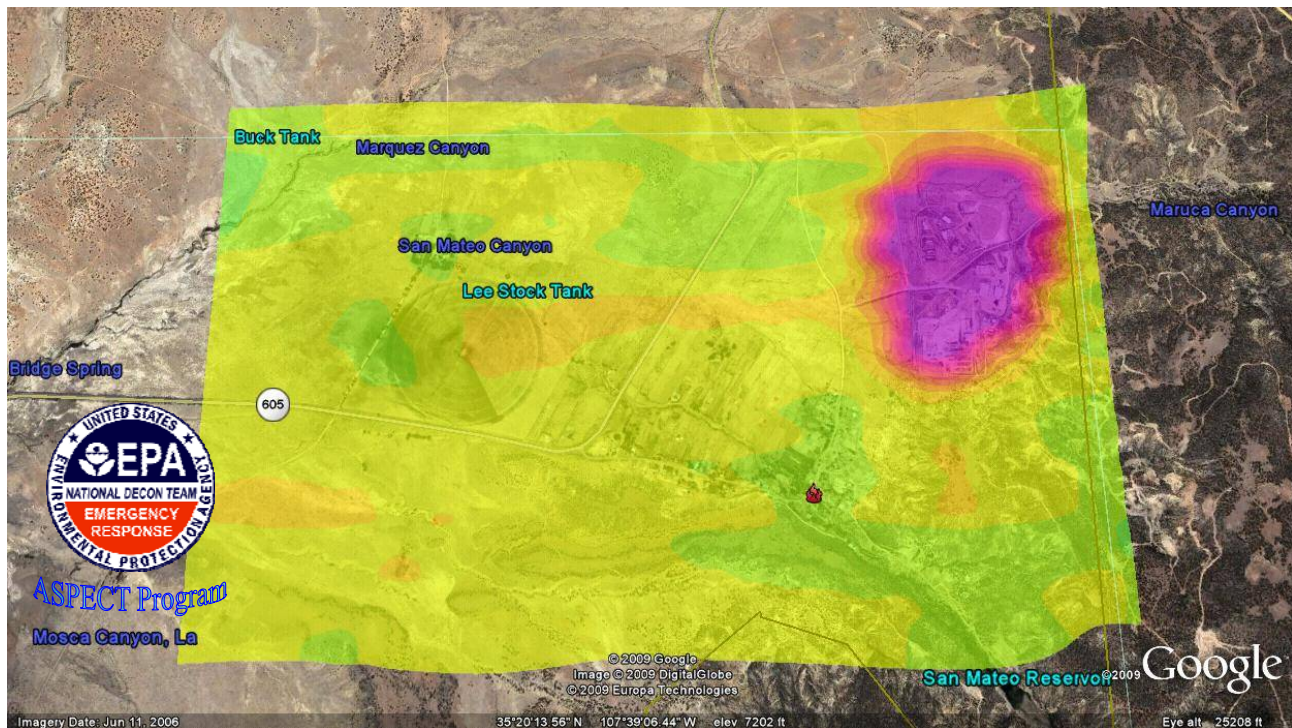 Buck Tank
Marquez Canyon
Maruca Canyon
San Mateo Canyon
Lee Stock Tank
Bridge Spring
605
UNITED STATES
ENVIRONMENTAL PROTECTION AGENCY
EPA
NATIONAL DECON TEAM
EMERGENCY
RESPONSE
ASPECT Program
Mosca Canyon, La
© 2009 Google
Image © 2009 DigitalGlobe
© 2009 Europa Technologies
San Mateo Reservoir
©2009 Google
Imagery Date: Jun 11, 2006
35°20'13.56" N 107°39'06.44" W elev 7202 ft
Eye alt 25208 ft